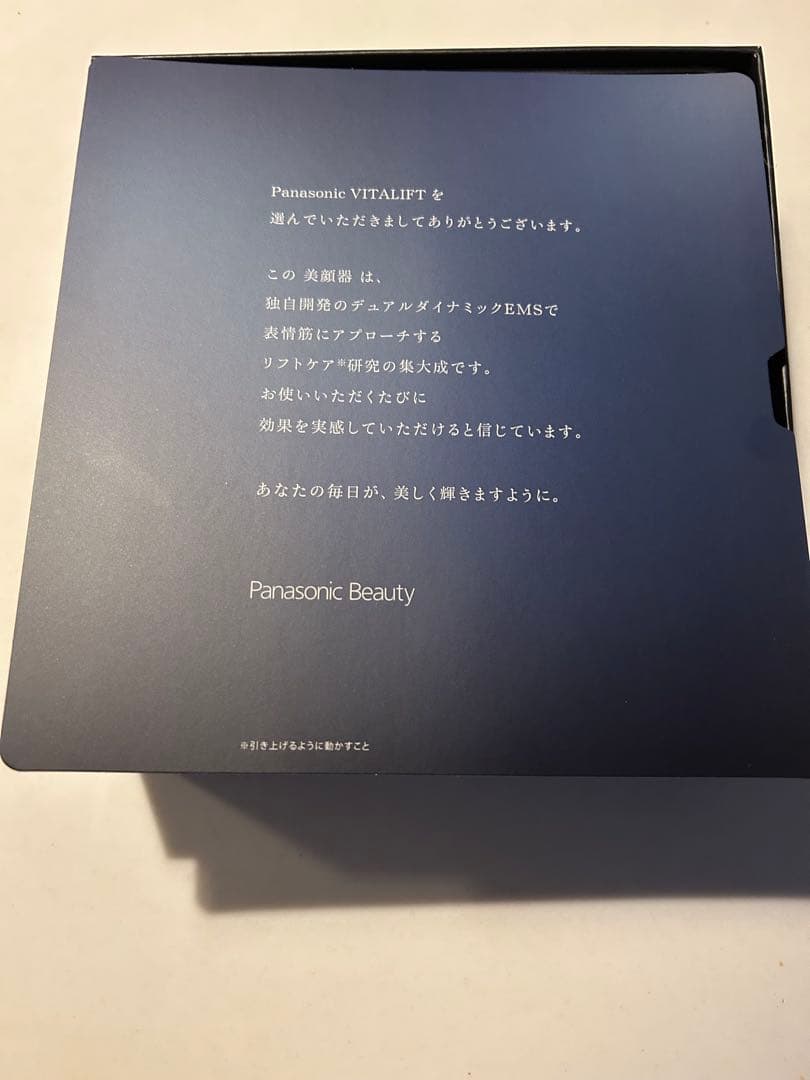 Panasonic VITALIFT を
選んでいただきましてありがとうございます。
この 美顔器 は、
独自開発のデュアルダイナミックEMSで
表情筋にアプローチする
リフトケア※研究の集大成です。
お使いいただくたびに
効果を実感していただけると信じています。
あなたの毎日が、美しく輝きますように。
Panasonic Beauty
※引き上げるように動かすこと